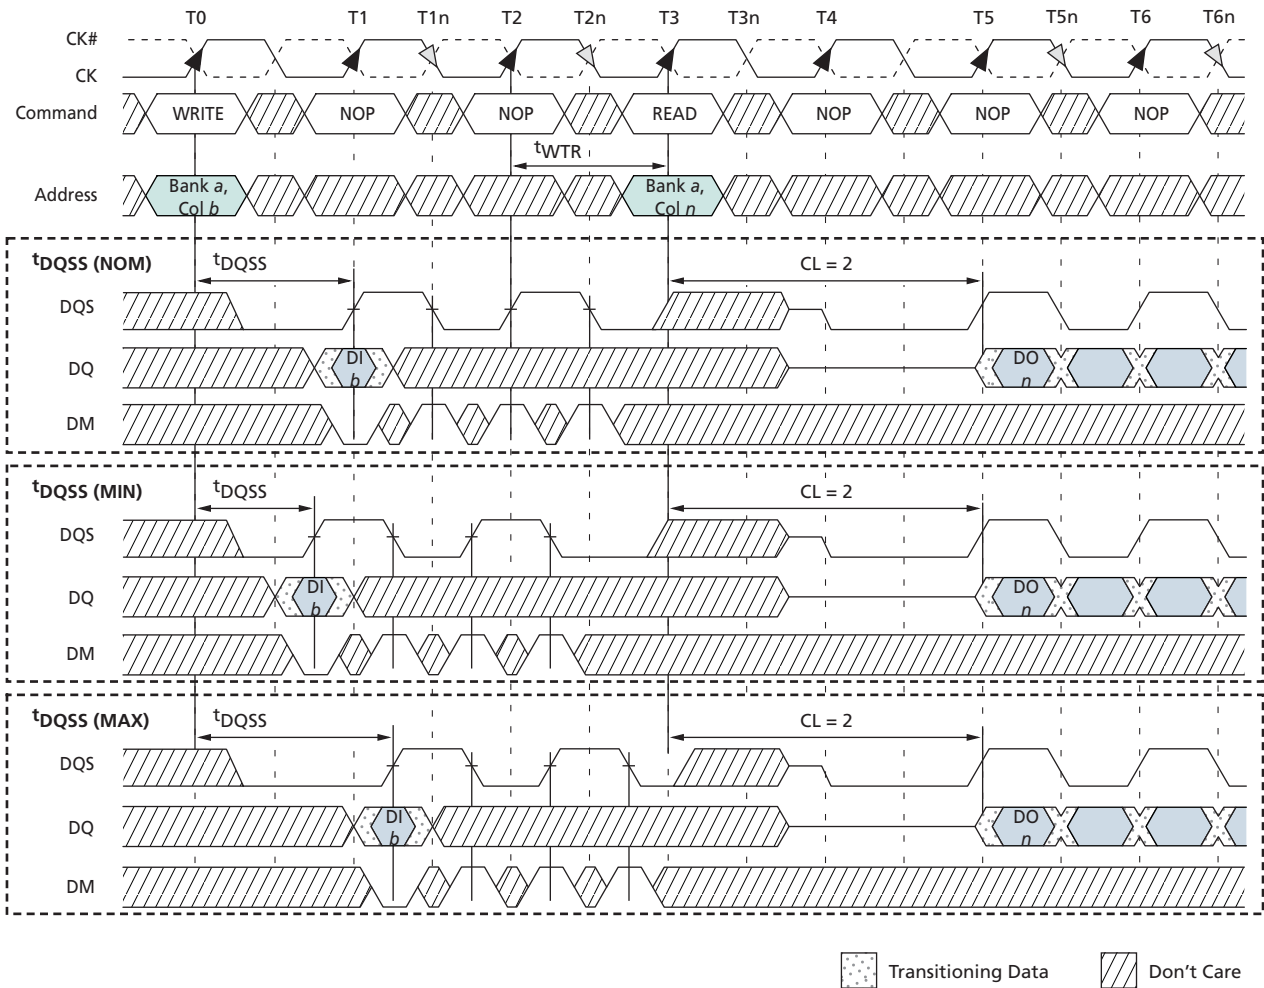 T0 T1 T1n T2 T2n T3 T3n T4 T5 T5n T6 T6n
CK#
CK
Command WRITE NOP NOP READ NOP NOP NOP
tWTR
Address Bank a, Col b Bank a, Col n
tDQSS (NOM) tDQSS CL = 2
DQS
DQ DI b DO n
DM
tDQSS (MIN) tDQSS CL = 2
DQS
DQ DI b DO n
DM
tDQSS (MAX) tDQSS CL = 2
DQS
DQ DI b DO n
DM
Transitioning Data Don't Care